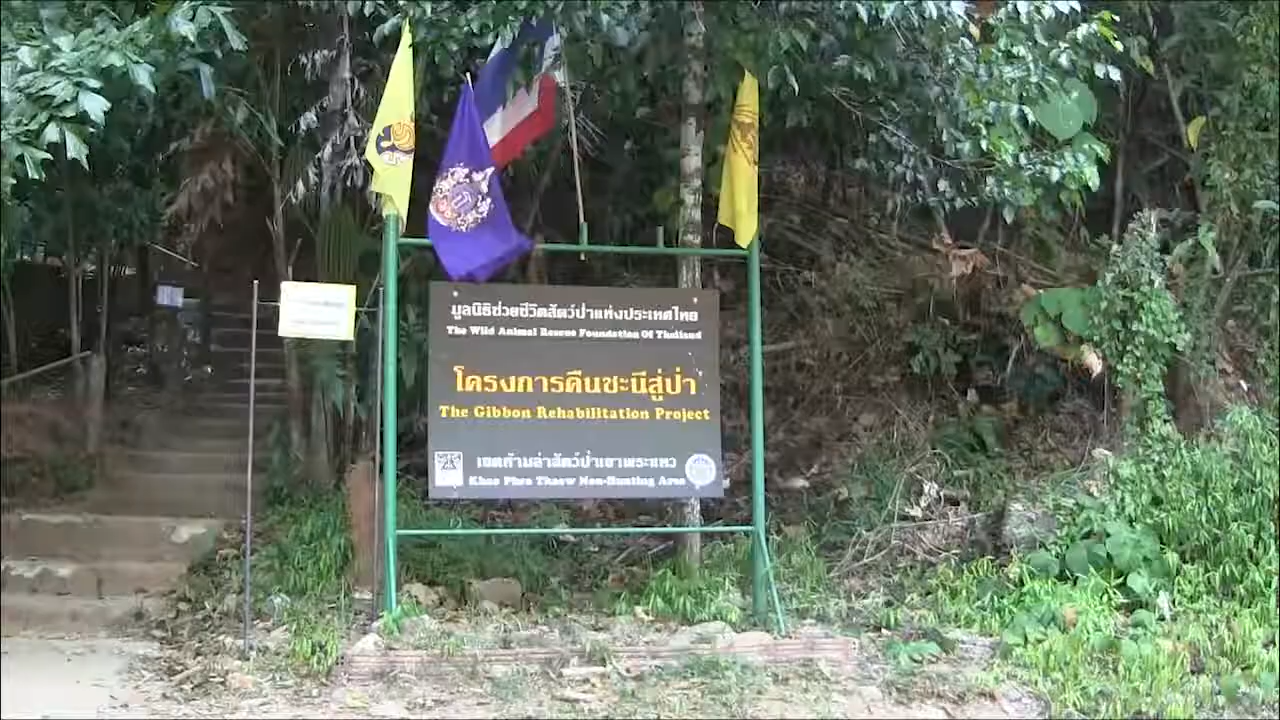 มูลนิธิช่วยชีวิตสัตว์ป่าแห่งประเทศไทย
The Wild Animal Rescue Foundation Of Thailand
โครงการคืนชะนีสู่ป่า
The Gibbon Rehabilitation Project
เขตห้ามล่าสัตว์ป่าเขาพระแทว
Khao Phra Thaew Non-Hunting Area